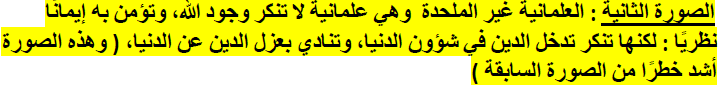 الصورة الثانية : العلمانية غير الملحدة وهي علمانية لا تنكر وجود الله، وتؤمن به إيمانًا
نظريًا : لكنها تنكر تدخل الدين في شؤون الدنيا، وتنادي بعزل الدين عن الدنيا، ( وهذه الصورة
أشد خطرًا من الصورة السابقة )